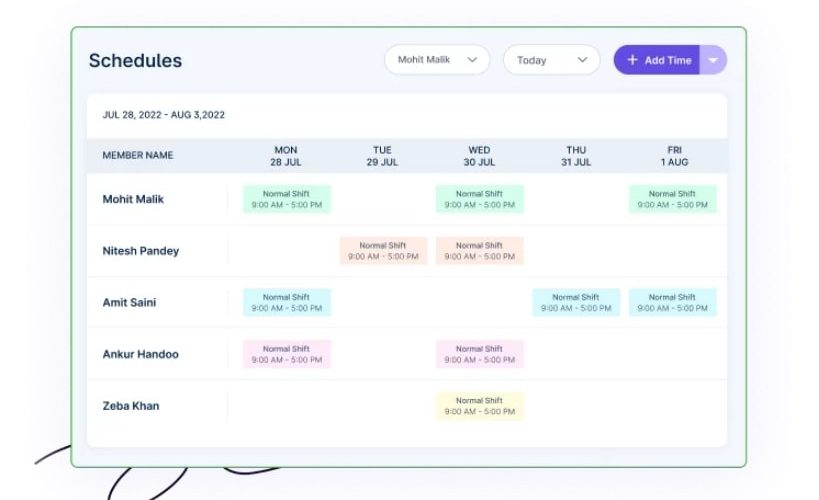 Schedules
Mohit Malik
Today
+ Add Time
JUL 28, 2022 - AUG 3,2022
MEMBER NAME
MON
28 JUL
TUE
29 JUL
WED
30 JUL
THU
31 JUL
FRI
1 AUG
Mohit Malik
Normal Shift
9:00 AM - 5:00 PM
Normal Shift
9:00 AM - 5:00 PM
Normal Shift
9:00 AM - 5:00 PM
Nitesh Pandey
Normal Shift
9:00 AM - 5:00 PM
Normal Shift
9:00 AM - 5:00 PM
Amit Saini
Normal Shift
9:00 AM - 5:00 PM
Normal Shift
9:00 AM - 5:00 PM
Normal Shift
9:00 AM - 5:00 PM
Ankur Handoo
Normal Shift
9:00 AM - 5:00 PM
Normal Shift
9:00 AM - 5:00 PM
Zeba Khan
Normal Shift
9:00 AM - 5:00 PM